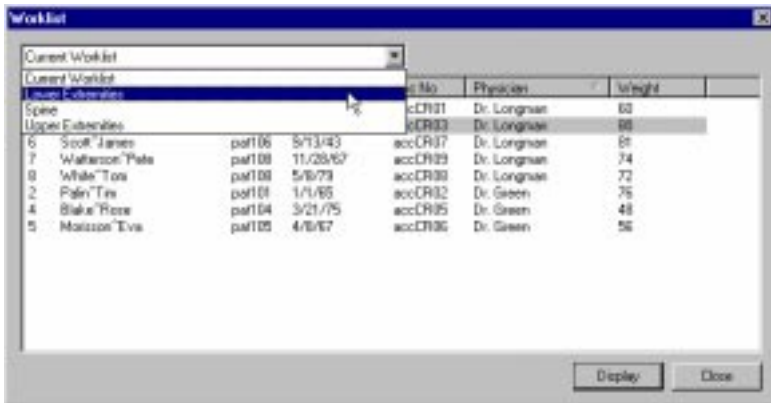 Worklist
Current Worklist
Current Worklist
Lower Extremities
Spine
Upper Extremities
No Physician Weight
accCR01 Dr. Longman 60
accCR03 Dr. Longman
6 Scott^James pat106 9/13/43 accCR07 Dr. Longman 81
7 Watterson^Pete pat108 11/28/67 accCR09 Dr. Longman 74
8 White^Tom pat108 5/8/79 accCR08 Dr. Longman 72
2 Palin^Tim pat101 1/1/65 accCR02 Dr. Green 76
4 Blake^Rose pat104 3/21/75 accCR05 Dr. Green 48
5 Morisson^Eva pat105 4/8/67 accCR06 Dr. Green 56
Display Close